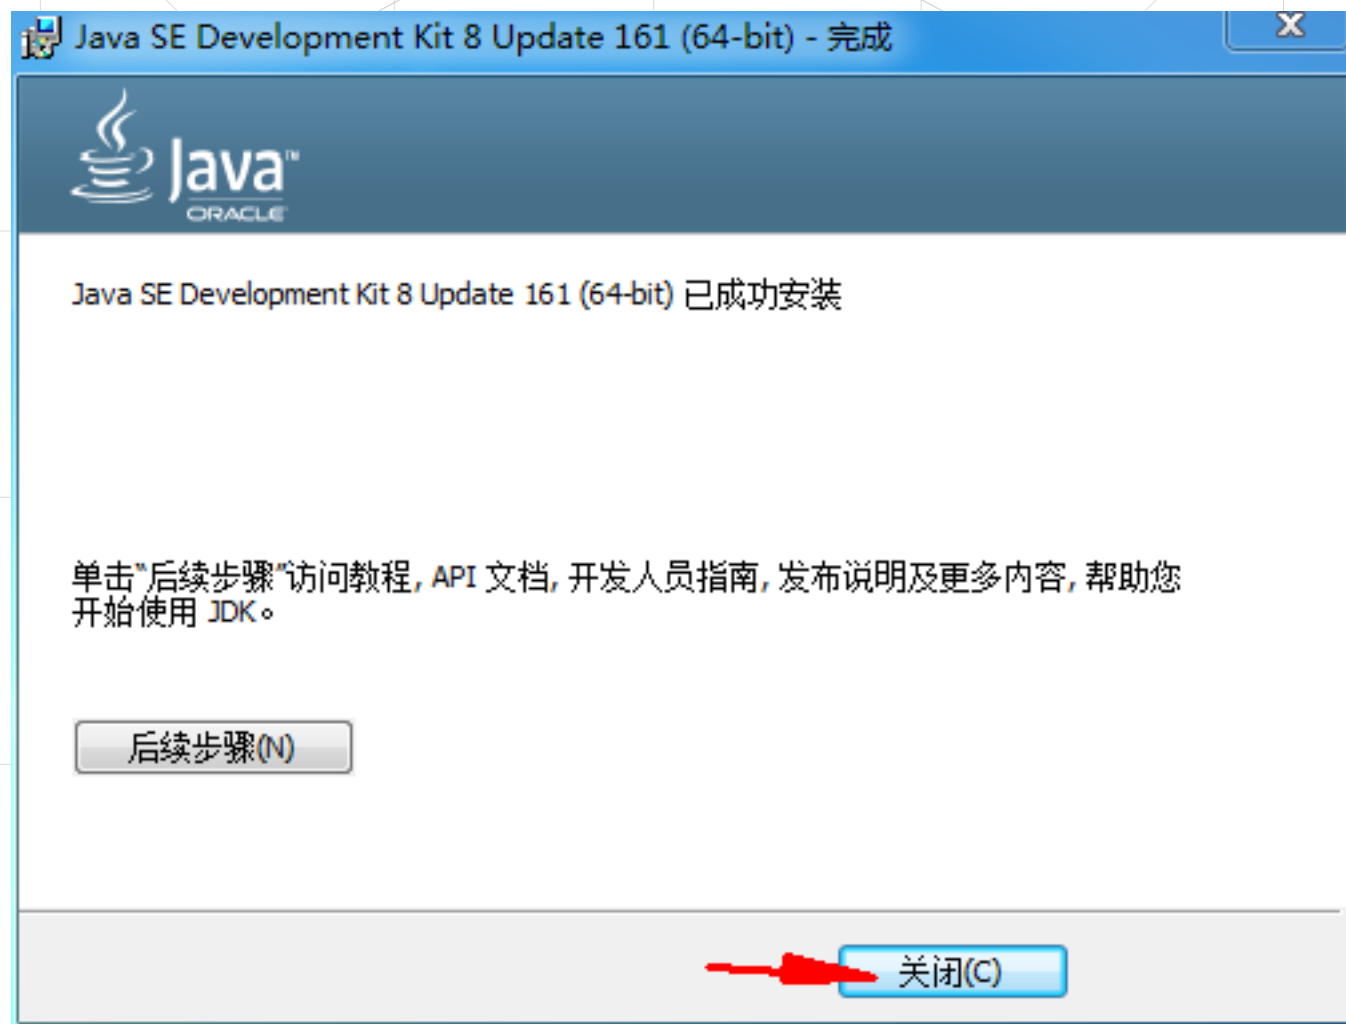 Java SE Development Kit 8 Update 161 (64-bit) - 完成
Java™
ORACLE
Java SE Development Kit 8 Update 161 (64-bit) 已成功安装
单击"后续步骤"访问教程, API 文档, 开发人员指南, 发布说明及更多内容, 帮助您
开始使用 JDK。
后续步骤(N)
关闭(C)